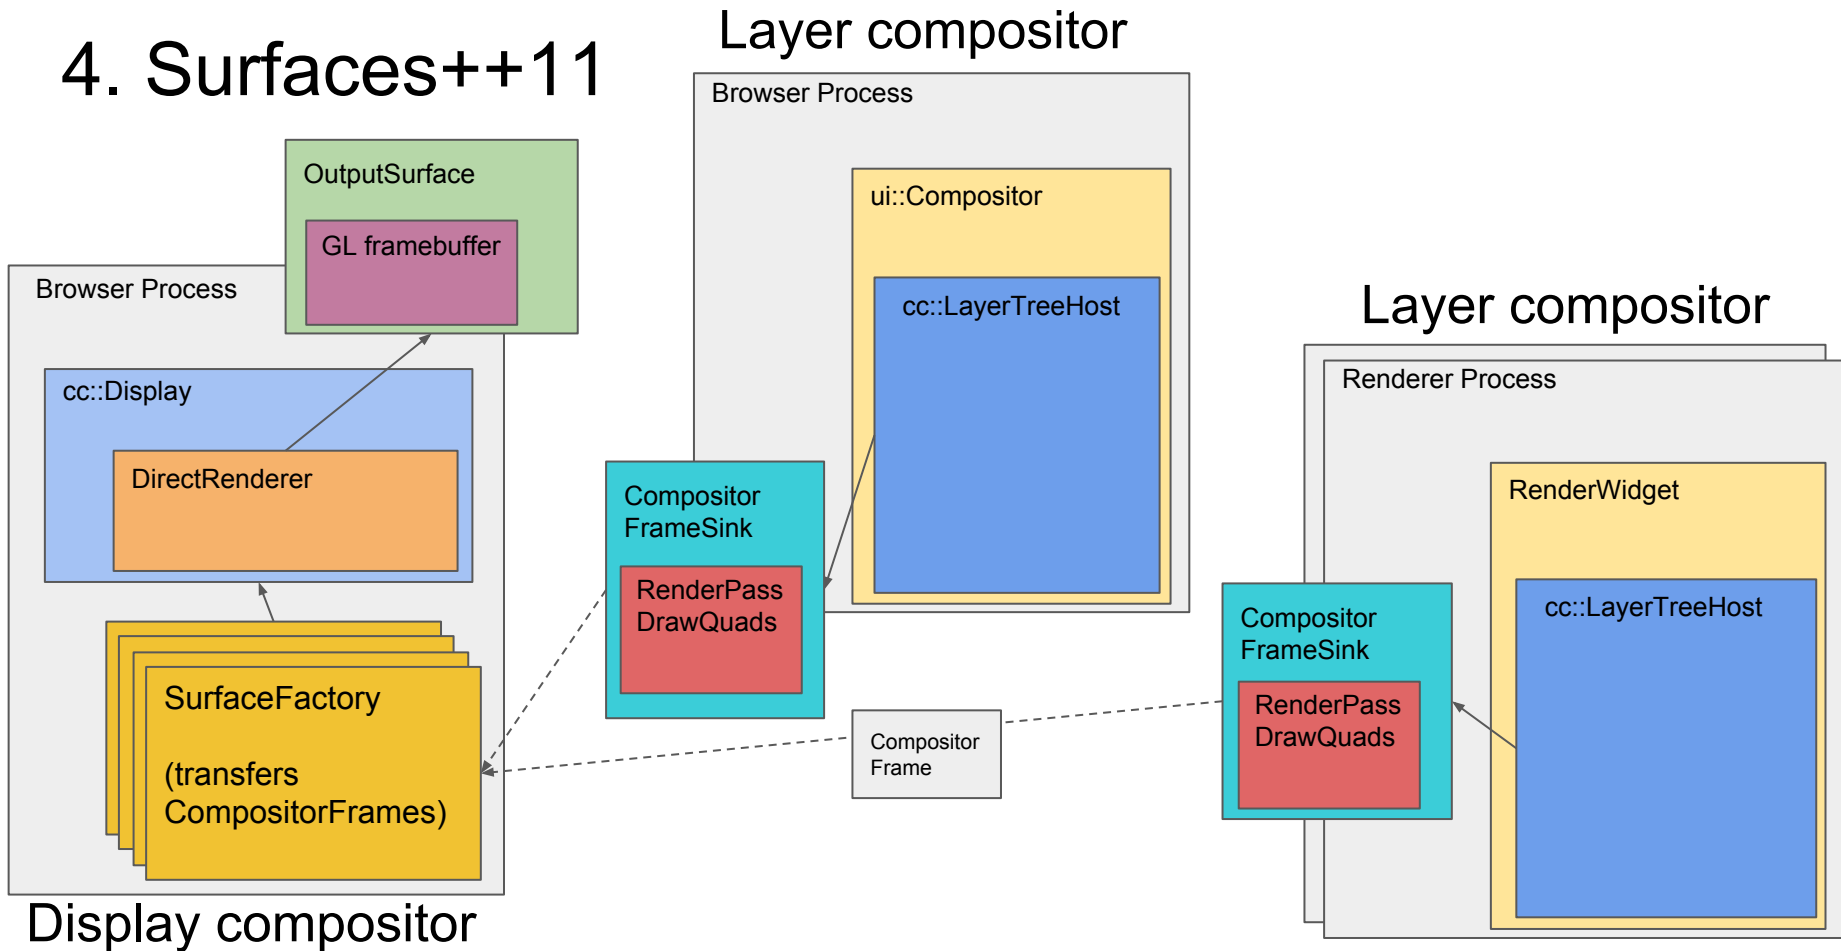 4. Surfaces++11
Layer compositor
Browser Process
OutputSurface
GL framebuffer
Browser Process
cc::Display
DirectRenderer
SurfaceFactory
(transfers
CompositorFrames)
Display compositor
ui::Compositor
cc::LayerTreeHost
Compositor
FrameSink
RenderPass
DrawQuads
Compositor
Frame
Layer compositor
Renderer Process
RenderWidget
cc::LayerTreeHost
Compositor
FrameSink
RenderPass
DrawQuads